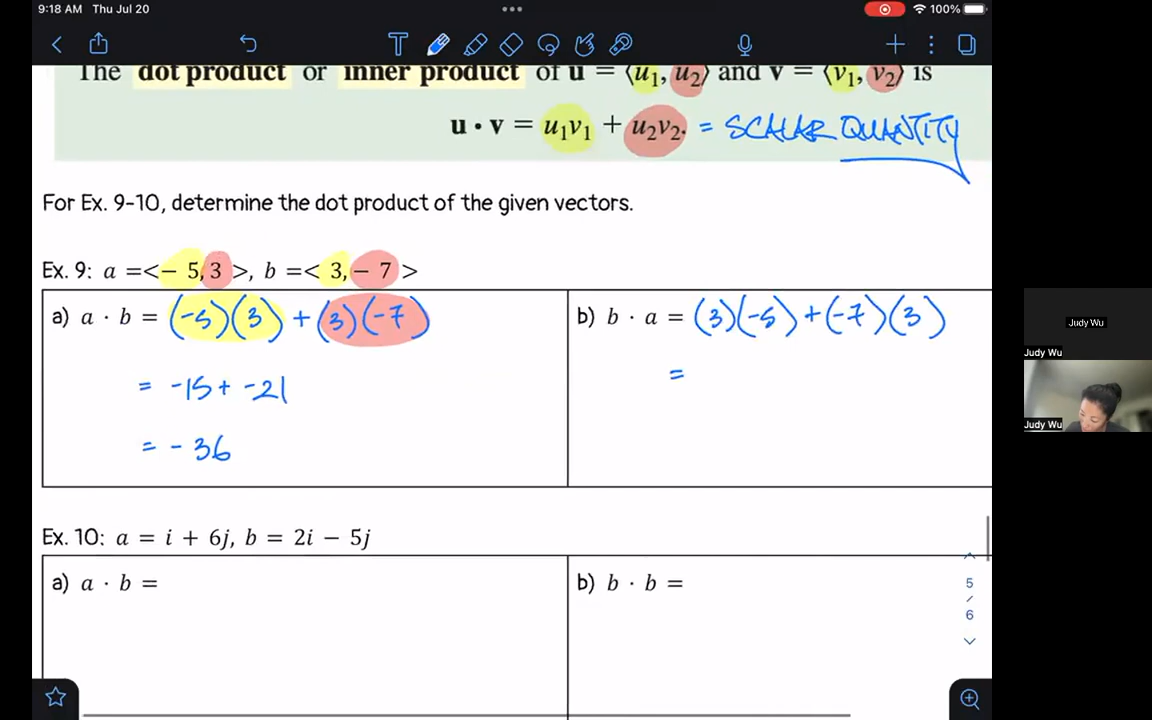 9:18 AM Thu Jul 20
100%
T
The dot product or inner product of u = ⟨u₁, u₂⟩ and v = ⟨v₁, v₂⟩ is
u • v = u₁v₁ + u₂v₂. = SCALAR QUANTITY
For Ex. 9-10, determine the dot product of the given vectors.
Ex. 9: a =<− 5, 3 >, b =< 3, − 7 >
a) a · b = (-5)(3) + (3)(-7)
= -15 + -21
= -36
b) b · a = (3)(-5) + (-7)(3)
=
Ex. 10: a = i + 6j, b = 2i − 5j
a) a · b =
b) b · b =
5
/
6
Judy Wu
Judy Wu
Judy Wu